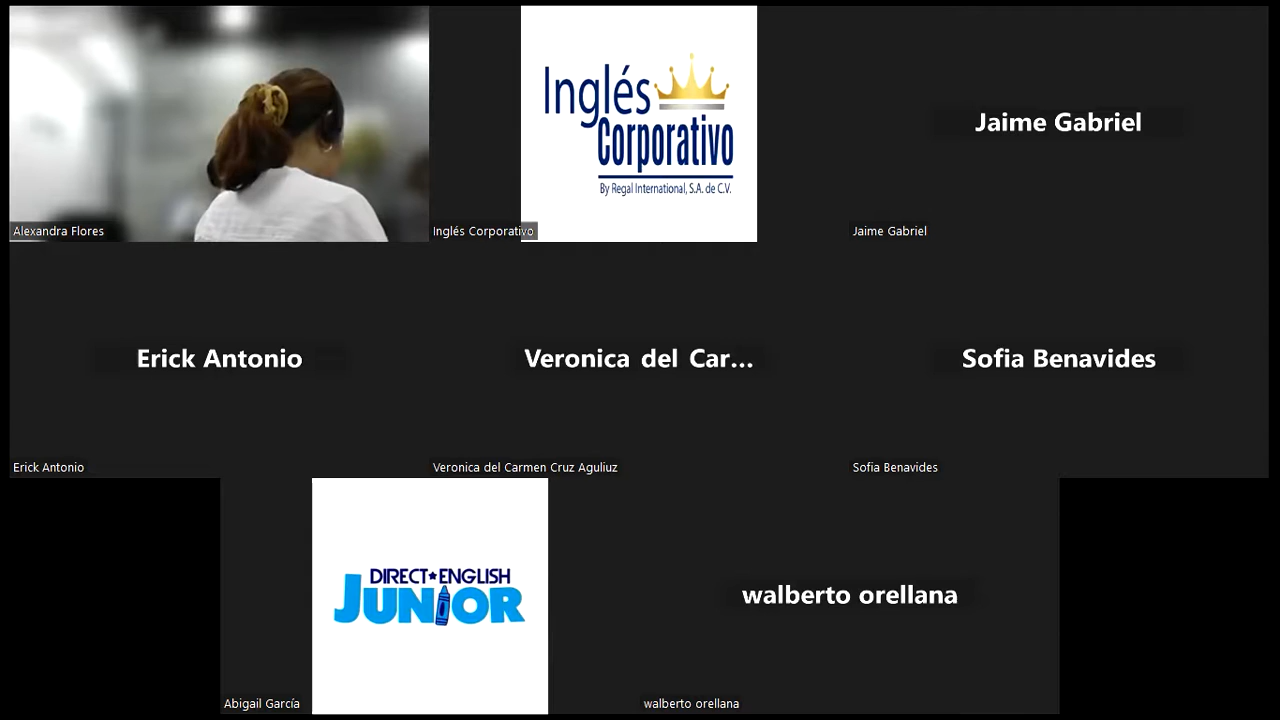 Alexandra Flores
Inglés
Corporativo
By Regal International, S.A. de C.V.
Inglés Corporativo
Jaime Gabriel
Jaime Gabriel
Erick Antonio
Erick Antonio
Veronica del Car...
Veronica del Carmen Cruz Aguliuz
Sofia Benavides
Sofia Benavides
DIRECT★ENGLISH
JUNIOR
Abigail García
walberto orellana
walberto orellana